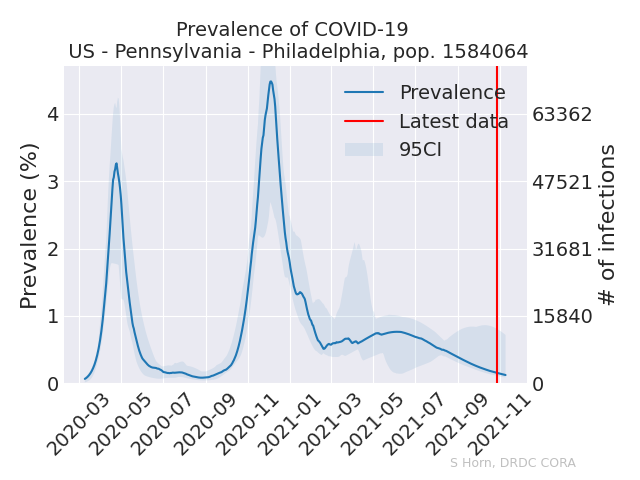 Prevalence of COVID-19
US - Pennsylvania - Philadelphia, pop. 1584064
Prevalence (%)
4
3
2
1
0
Prevalence
Latest data
95CI
63362
47521
31681
15840
0
# of infections
2020-03
2020-05
2020-07
2020-09
2020-11
2021-01
2021-03
2021-05
2021-07
2021-09
2021-11
S Horn, DRDC CORA